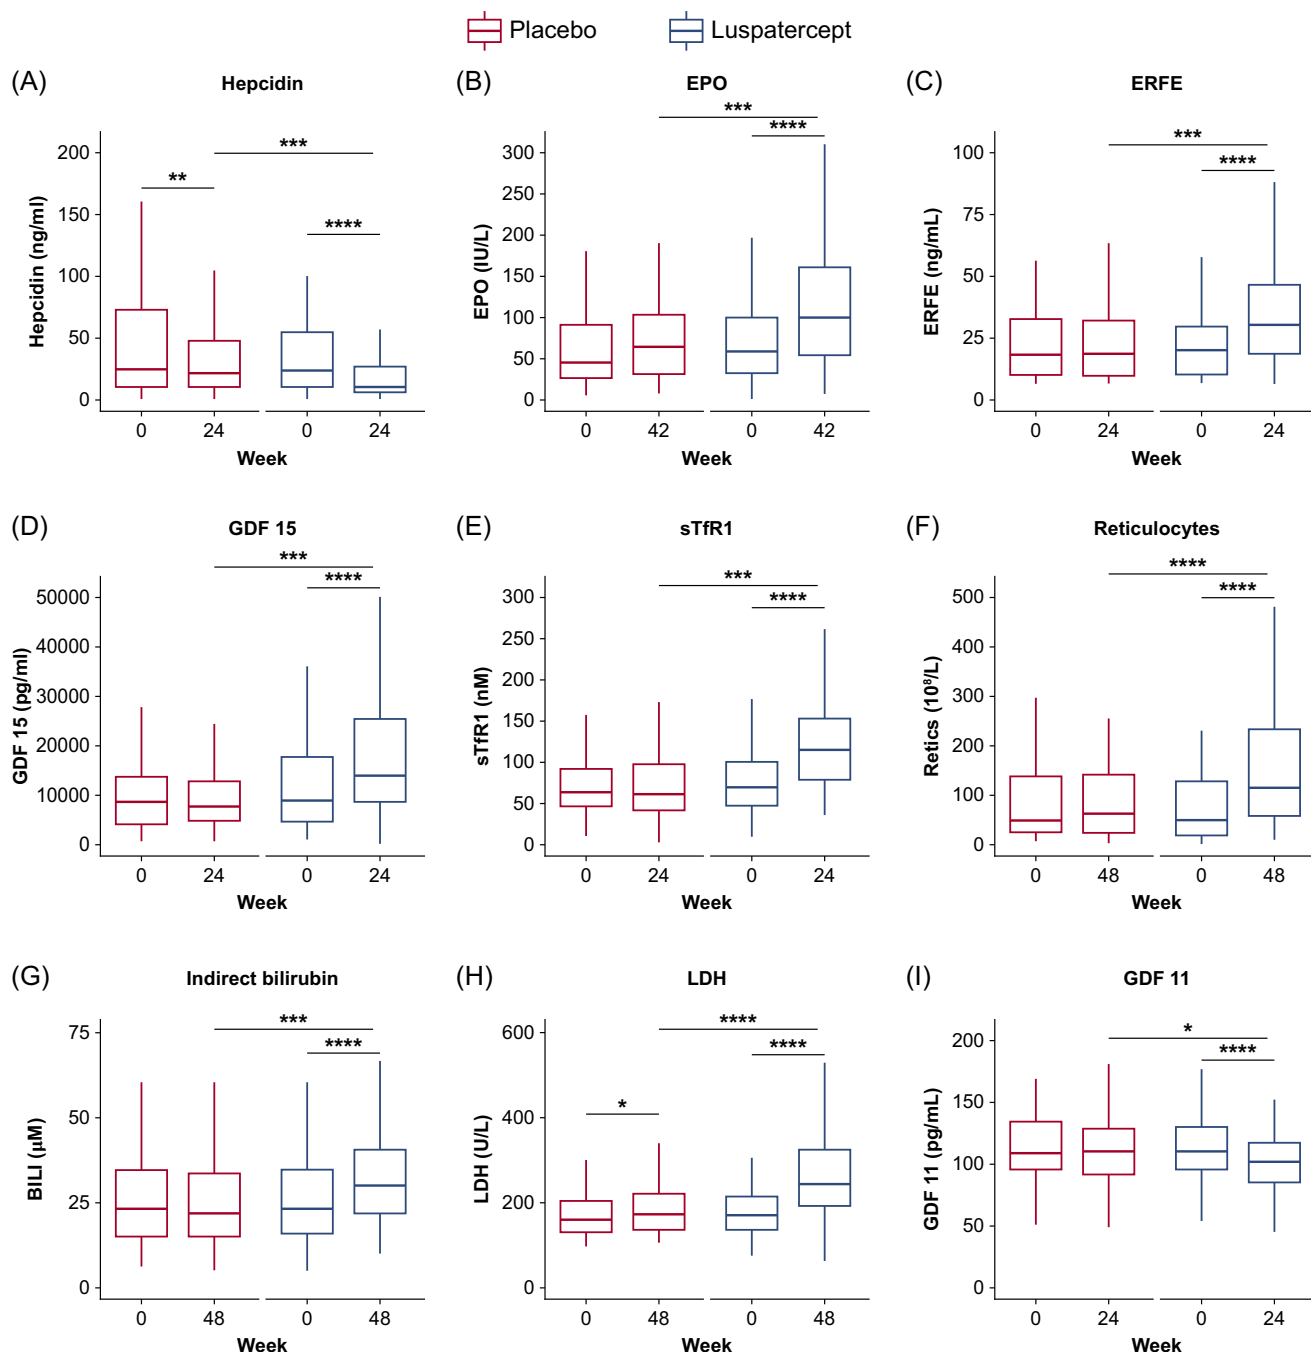 Placebo Luspatercept
(A) Hepcidin
Hepcidin (ng/ml)
200
150
100
50
0
**
***
****
0 24 0 24
Week
(B) EPO
EPO (IU/L)
300
250
200
150
100
50
0
***
****
0 42 0 42
Week
(C) ERFE
ERFE (ng/mL)
100
75
50
25
0
***
****
0 24 0 24
Week
(D) GDF 15
GDF 15 (pg/ml)
50000
40000
30000
20000
10000
0
***
****
0 24 0 24
Week
(E) sTfR1
sTfR1 (nM)
300
250
200
150
100
50
0
***
****
0 24 0 24
Week
(F) Reticulocytes
Retics (10⁸/L)
500
400
300
200
100
0
****
****
0 48 0 48
Week
(G) Indirect bilirubin
BILI (µM)
75
50
25
0
***
****
0 48 0 48
Week
(H) LDH
LDH (U/L)
600
400
200
0
*
****
****
0 48 0 48
Week
(I) GDF 11
GDF 11 (pg/mL)
200
150
100
50
0
*
****
0 24 0 24
Week